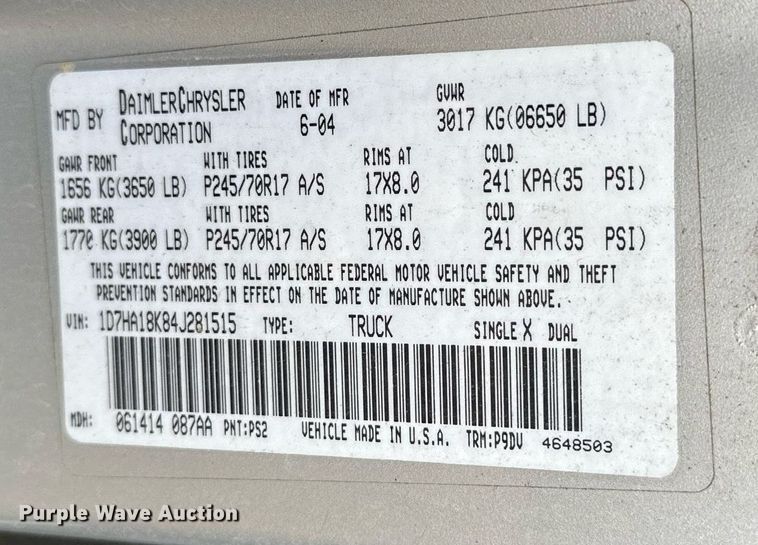 MFD BY DAIMLERCHRYSLER CORPORATION DATE OF MFR 6-04 GVWR 3017 KG(06650 LB)
GAWR FRONT WITH TIRES RIMS AT COLD
1656 KG(3650 LB) P245/70R17 A/S 17X8.0 241 KPA(35 PSI)
GAWR REAR WITH TIRES RIMS AT COLD
1770 KG(3900 LB) P245/70R17 A/S 17X8.0 241 KPA(35 PSI)
THIS VEHICLE CONFORMS TO ALL APPLICABLE FEDERAL MOTOR VEHICLE SAFETY AND THEFT
PREVENTION STANDARDS IN EFFECT ON THE DATE OF MANUFACTURE SHOWN ABOVE.
VIN: 1D7HA18K84J281515 TYPE: TRUCK SINGLE X DUAL
MDH: 061414 087AA PNT:PS2 VEHICLE MADE IN U.S.A. TRM:P9DV 4648503
Purple Wave Auction